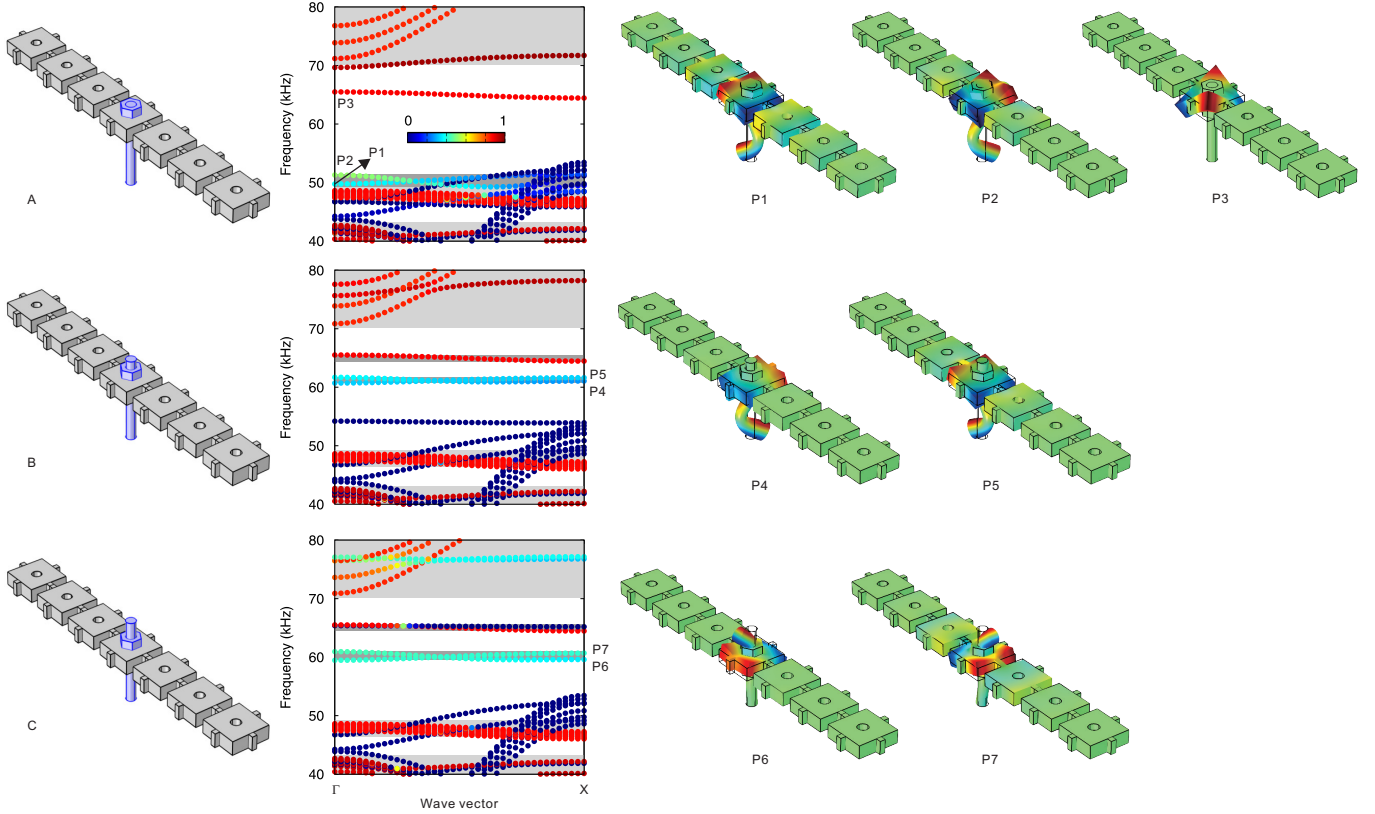 A
Frequency (kHz)
80
70
60
50
40
P3
0
1
P2
P1
P1
P2
P3
B
Frequency (kHz)
80
70
60
50
40
P5
P4
P4
P5
C
Frequency (kHz)
80
70
60
50
40
P7
P6
Γ
X
Wave vector
P6
P7